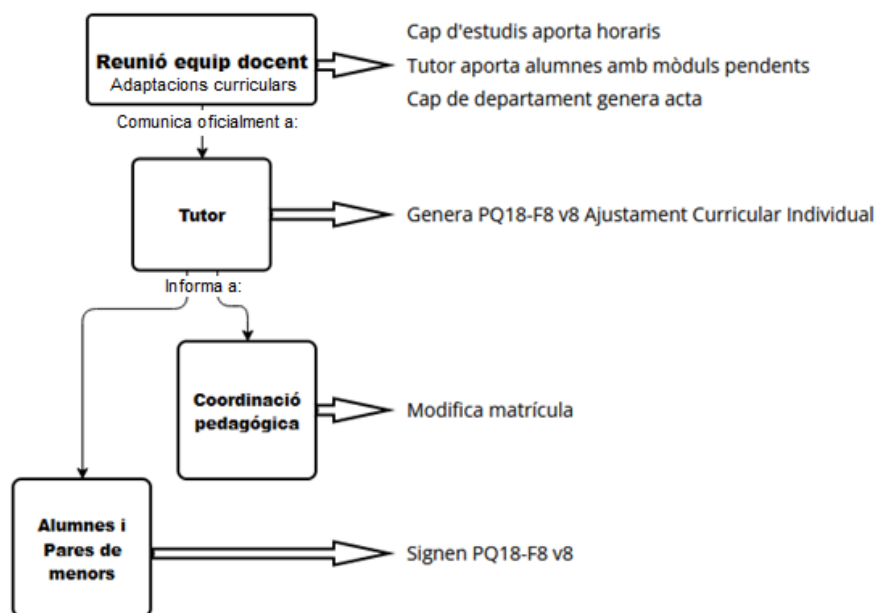 Reunió equip docent
Adaptacions curriculars
Cap d'estudis aporta horaris
Tutor aporta alumnes amb mòduls pendents
Cap de departament genera acta
Comunica oficialment a:
Tutor
Genera PQ18-F8 v8 Ajustament Curricular Individual
Informa a:
Coordinació
pedagógica
Modifica matrícula
Alumnes i
Pares de
menors
Signen PQ18-F8 v8